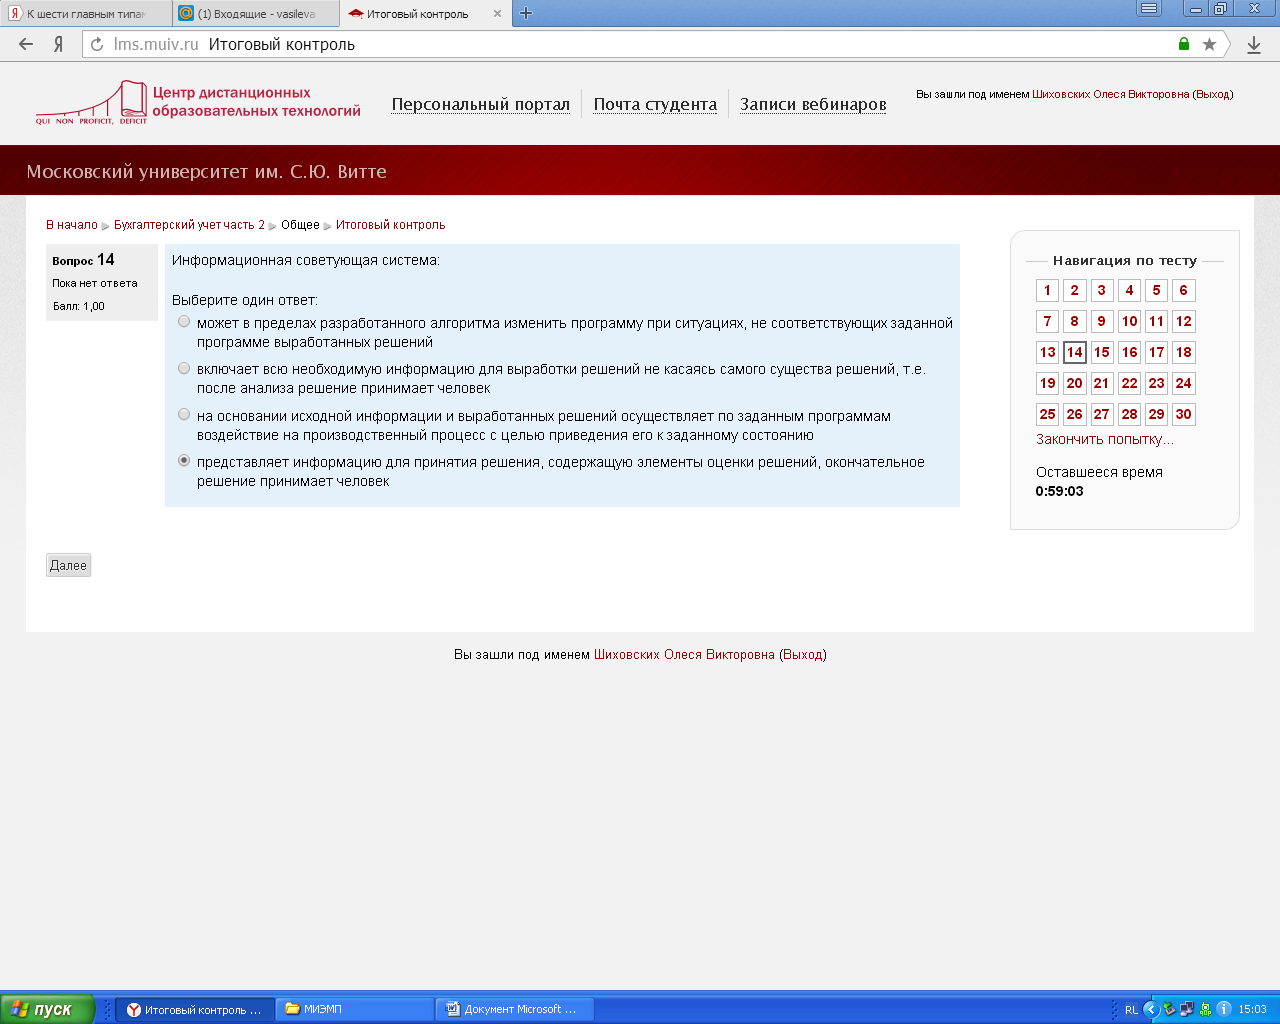 К шести главным типам
(1) Входящие - vasileva
Итоговый контроль
lms.muiv.ru Итоговый контроль
QUI NON PROFICIT, DEFICIT
Центр дистанционных
образовательных технологий
Персональный портал
Почта студента
Записи вебинаров
Вы зашли под именем Шиховских Олеся Викторовна (Выход)
Московский университет им. С.Ю. Витте
В начало Бухгалтерский учет часть 2 Общее Итоговый контроль
Вопрос 14
Пока нет ответа
Балл: 1,00
Информационная советующая система:
Выберите один ответ:
может в пределах разработанного алгоритма изменить программу при ситуациях, не соответствующих заданной
программе выработанных решений
включает всю необходимую информацию для выработки решений не касаясь самого существа решений, т.е.
после анализа решение принимает человек
на основании исходной информации и выработанных решений осуществляет по заданным программам
воздействие на производственный процесс с целью приведения его к заданному состоянию
представляет информацию для принятия решения, содержащую элементы оценки решений, окончательное
решение принимает человек
Далее
Навигация по тесту
1 2 3 4 5 6
7 8 9 10 11 12
13 14 15 16 17 18
19 20 21 22 23 24
25 26 27 28 29 30
Закончить попытку...
Оставшееся время
0:59:03
Вы зашли под именем Шиховских Олеся Викторовна (Выход)
пуск
Итоговый контроль ...
МИЭМП
Документ Microsoft ...
RL
15:03